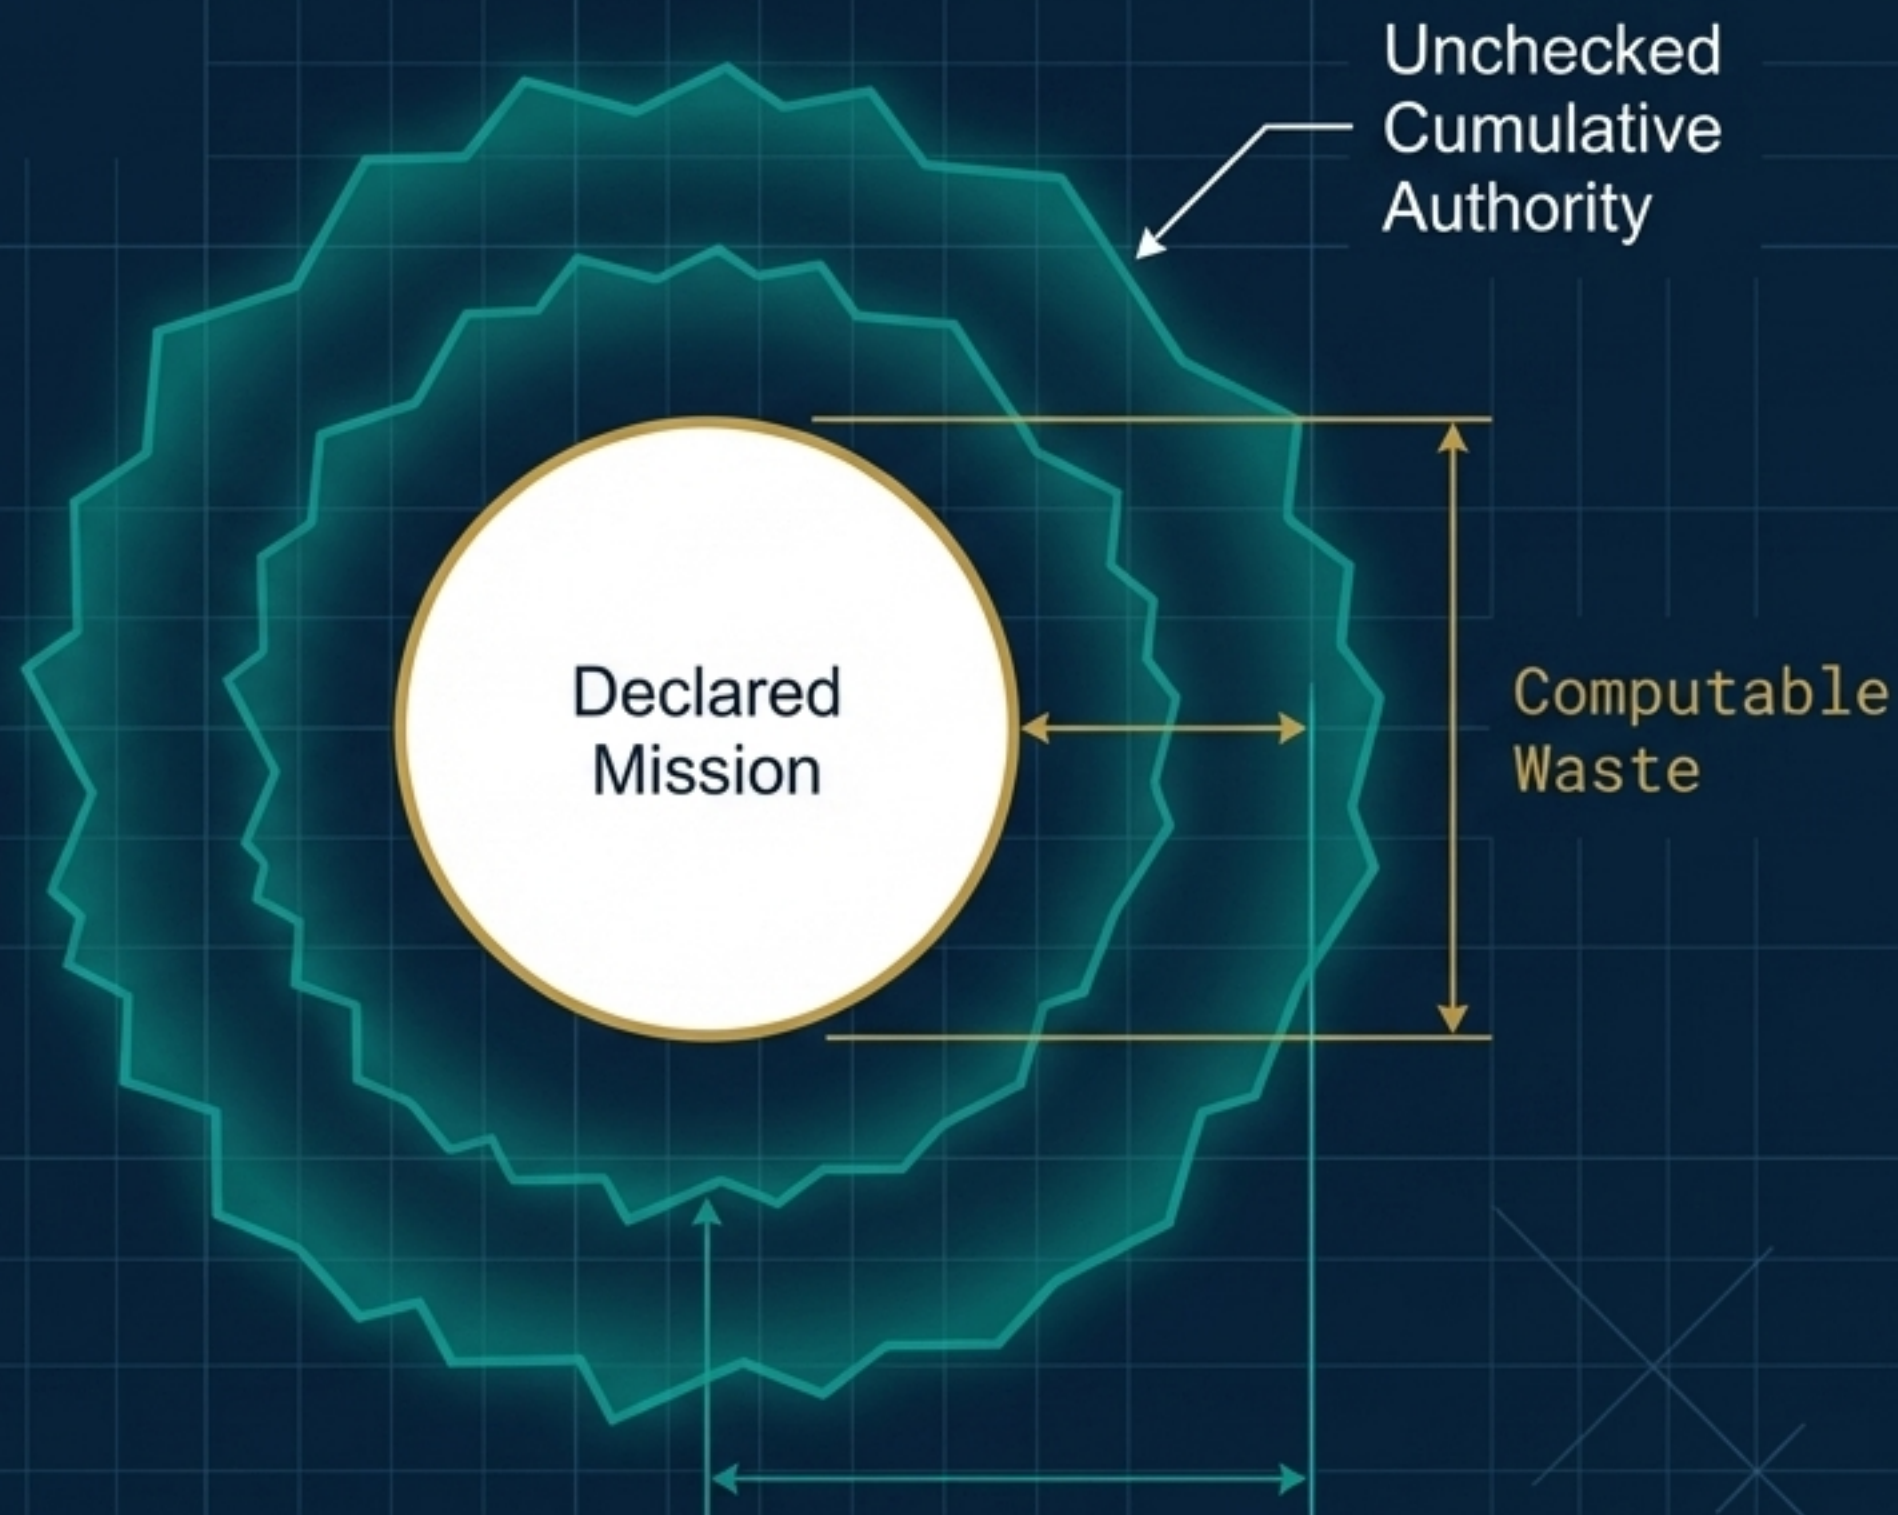 Unchecked
Cumulative
Authority
Declared
Mission
Computable
Waste